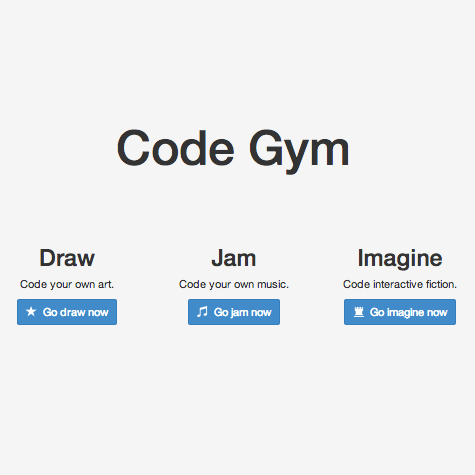 Code Gym
Draw
Code your own art.
Go draw now
Jam
Code your own music.
Go jam now
Imagine
Code interactive fiction.
Go imagine now